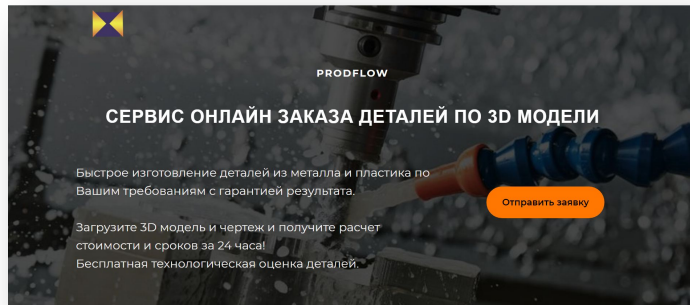 PRODFLOW
СЕРВИС ОНЛАЙН ЗАКАЗА ДЕТАЛЕЙ ПО 3D МОДЕЛИ
Быстрое изготовление деталей из металла и пластика по
Вашим требованиям с гарантией результата.
Отправить заявку
Загрузите 3D модель и чертеж и получите расчет
стоимости и сроков за 24 часа!
Бесплатная технологическая оценка деталей.